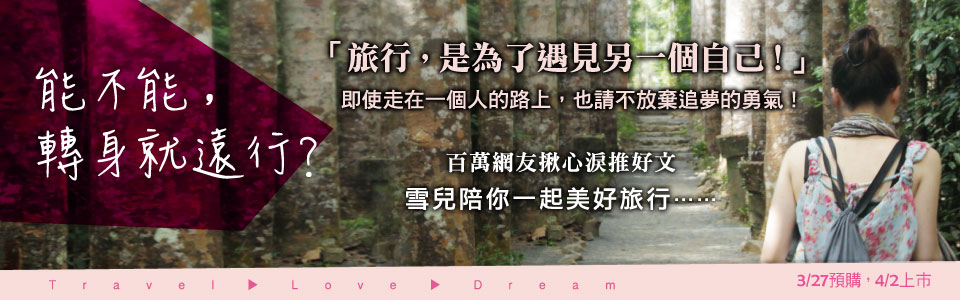 能不能，
轉身就遠行?
「旅行，是為了遇見另一個自己！」
即使走在一個人的路上，也請不放棄追夢的勇氣！
百萬網友揪心淚推好文
雪兒陪你一起美好旅行……
Travel ▶ Love ▶ Dream
3/27預購，4/2上市